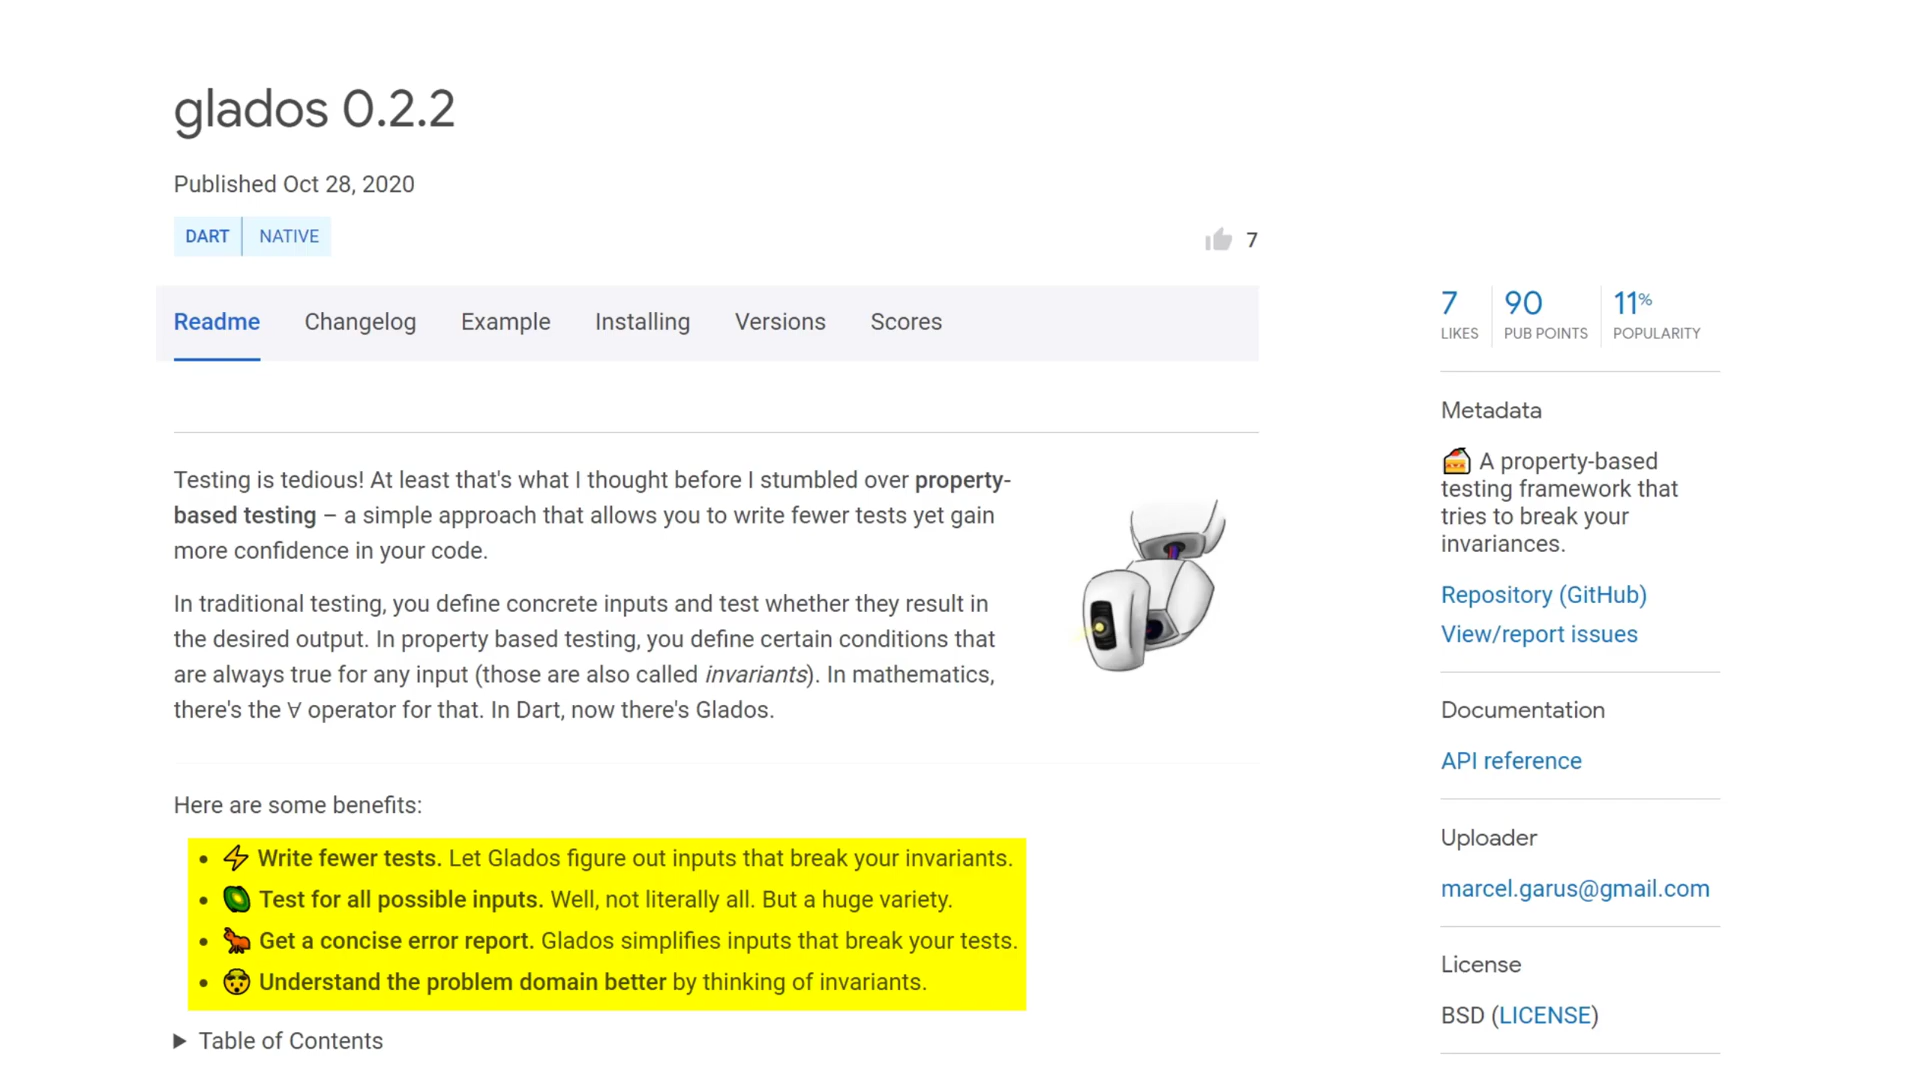 glados 0.2.2
Published Oct 28, 2020
DART NATIVE
7
Readme Changelog Example Installing Versions Scores
Testing is tedious! At least that's what I thought before I stumbled over property-
based testing – a simple approach that allows you to write fewer tests yet gain
more confidence in your code.
In traditional testing, you define concrete inputs and test whether they result in
the desired output. In property based testing, you define certain conditions that
are always true for any input (those are also called invariants). In mathematics,
there's the ∀ operator for that. In Dart, now there's Glados.
Here are some benefits:
• ⚡ Write fewer tests. Let Glados figure out inputs that break your invariants.
• 🥝 Test for all possible inputs. Well, not literally all. But a huge variety.
• 🐜 Get a concise error report. Glados simplifies inputs that break your tests.
• 🤯 Understand the problem domain better by thinking of invariants.
▶ Table of Contents
7 90 11%
LIKES PUB POINTS POPULARITY
Metadata
🍰 A property-based
testing framework that
tries to break your
invariances.
Repository (GitHub)
View/report issues
Documentation
API reference
Uploader
marcel.garus@gmail.com
License
BSD (LICENSE)